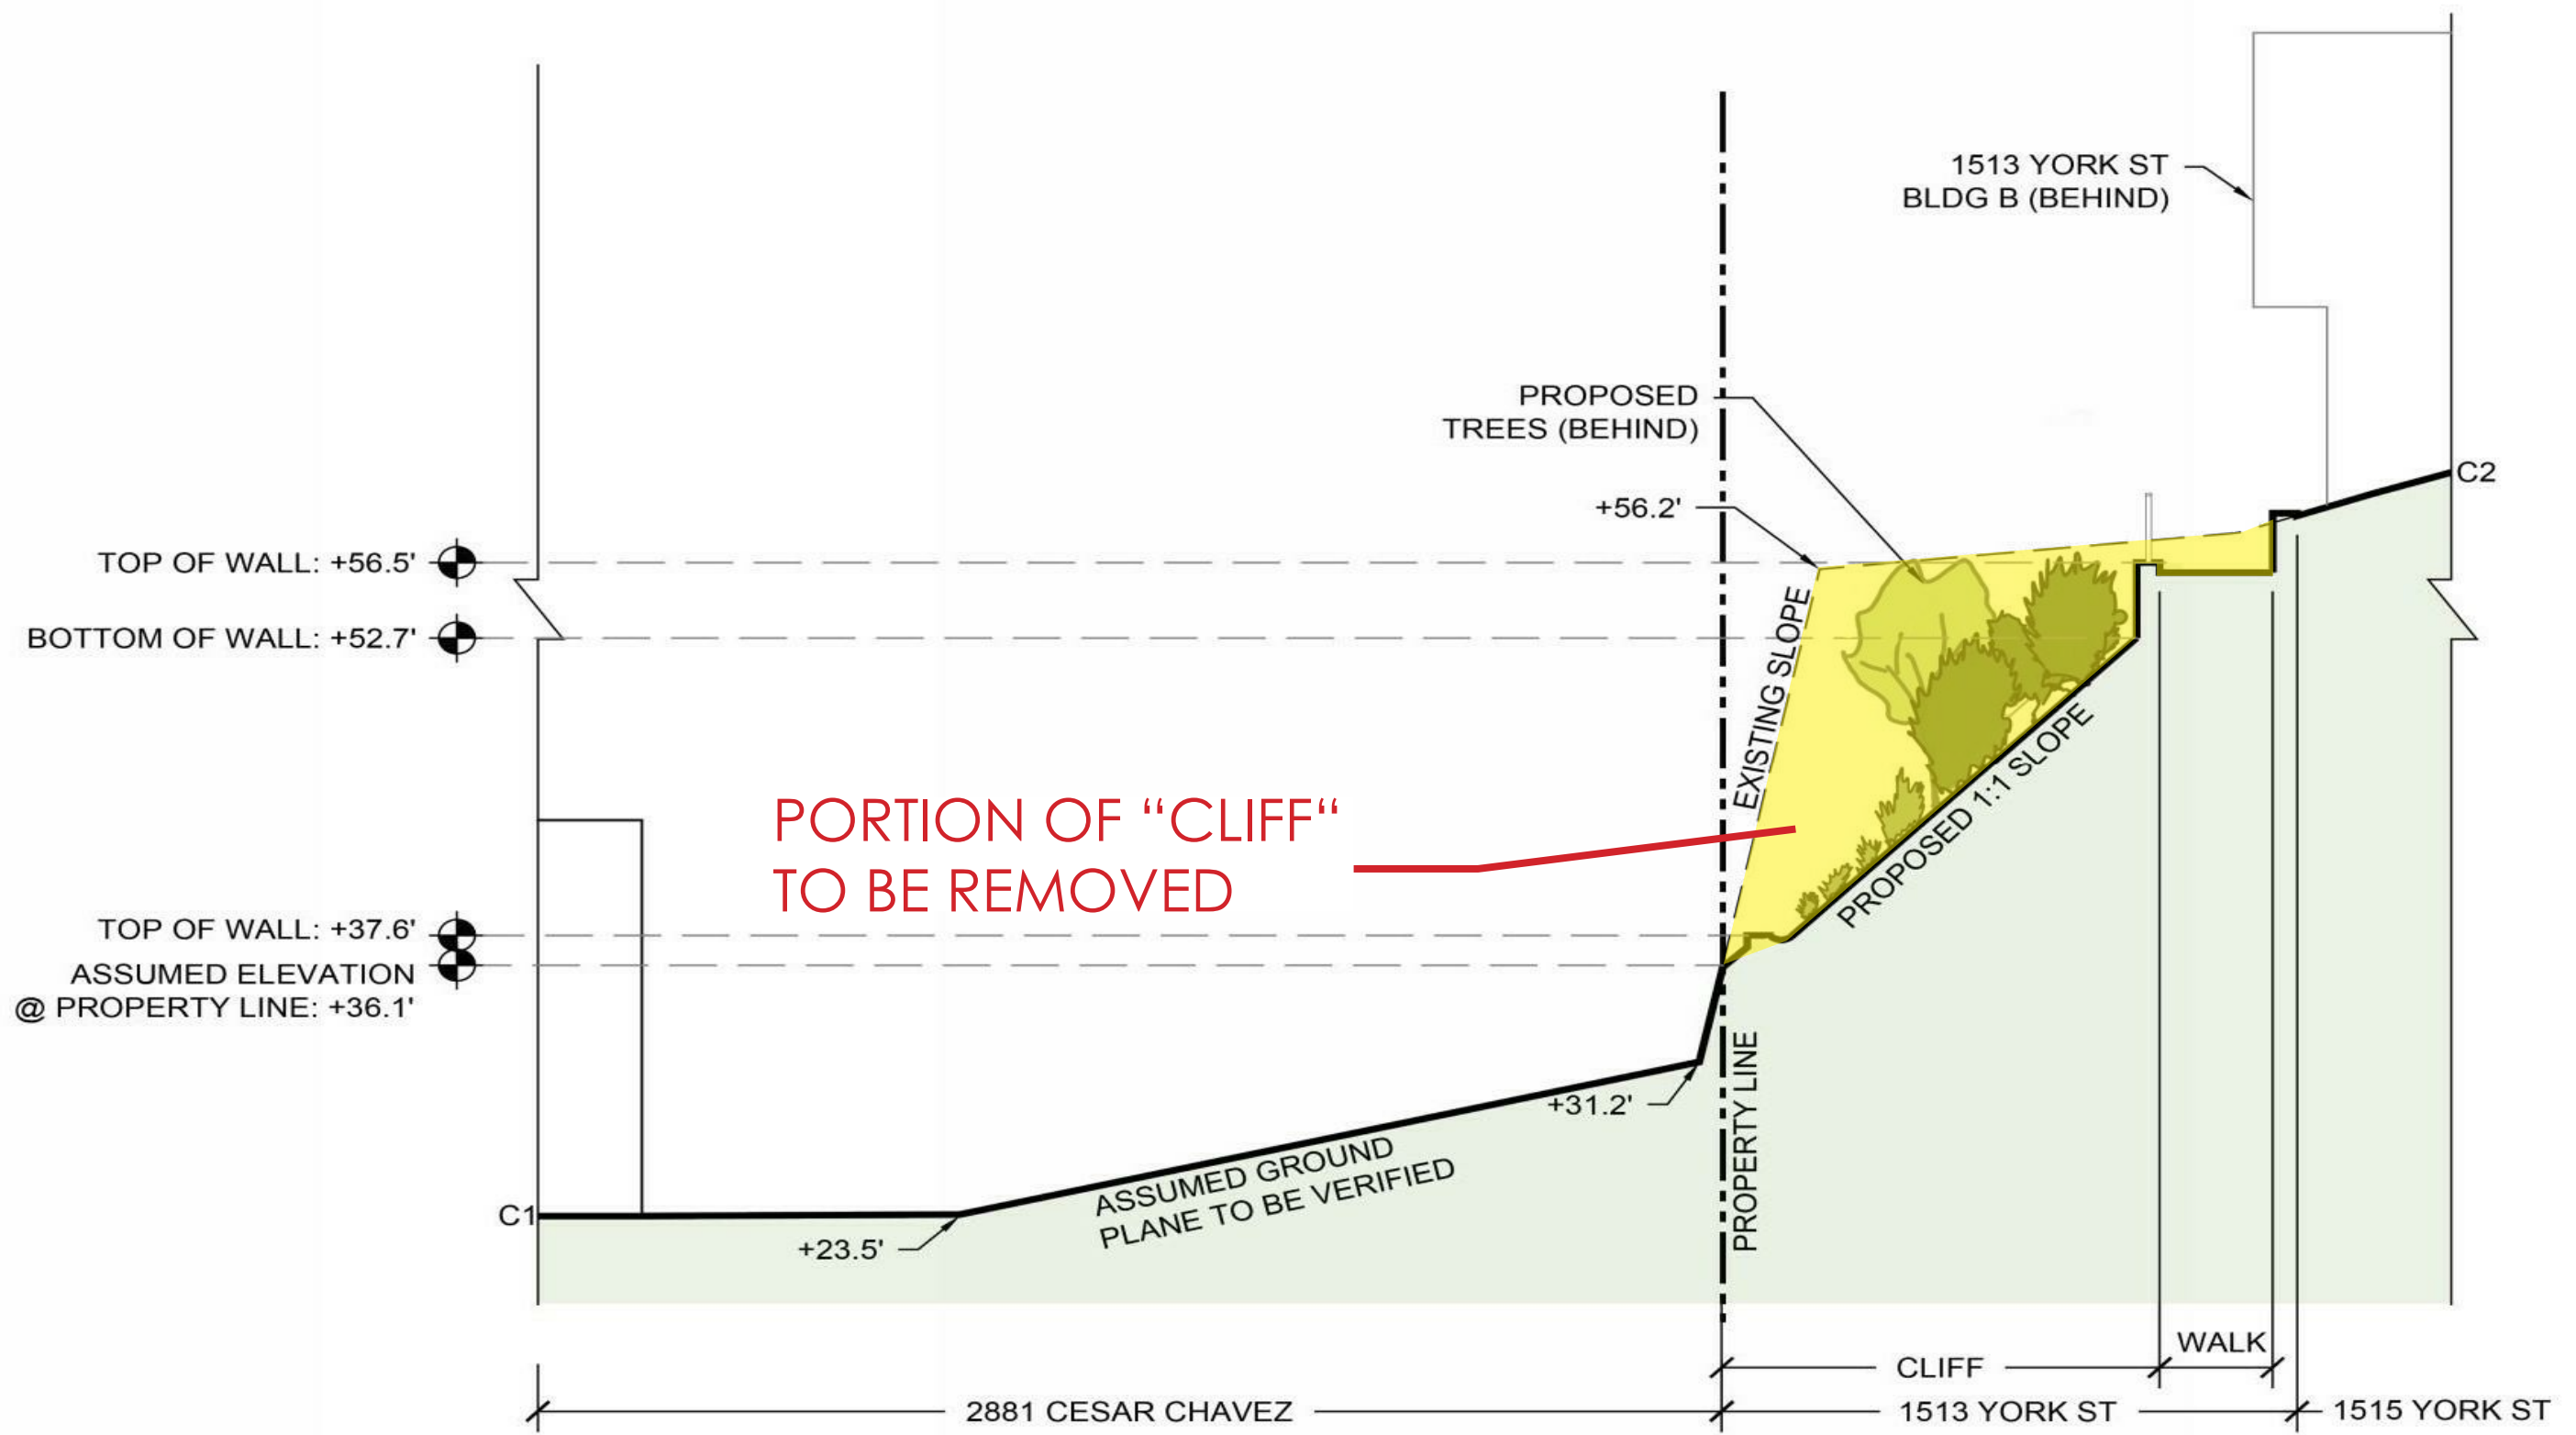 1513 YORK ST
BLDG B (BEHIND)
PROPOSED
TREES (BEHIND)
C2
+56.2'
TOP OF WALL: +56.5'
BOTTOM OF WALL: +52.7'
EXISTING SLOPE
PROPOSED 1:1 SLOPE
PORTION OF “CLIFF“
TO BE REMOVED
TOP OF WALL: +37.6'
ASSUMED ELEVATION
@ PROPERTY LINE: +36.1'
+31.2'
PROPERTY LINE
ASSUMED GROUND
PLANE TO BE VERIFIED
C1
+23.5'
WALK
CLIFF
2881 CESAR CHAVEZ
1513 YORK ST
1515 YORK ST